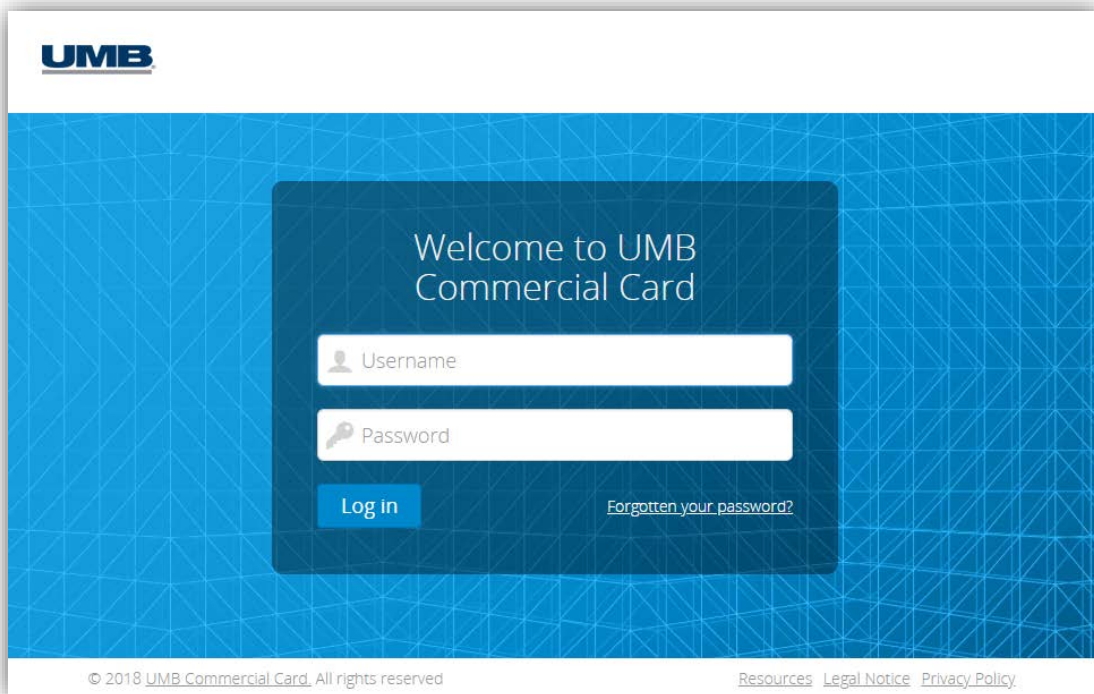 UMB
Welcome to UMB
Commercial Card
Username
Password
Log in
Forgotten your password?
© 2018 UMB Commercial Card. All rights reserved
Resources Legal Notice Privacy Policy